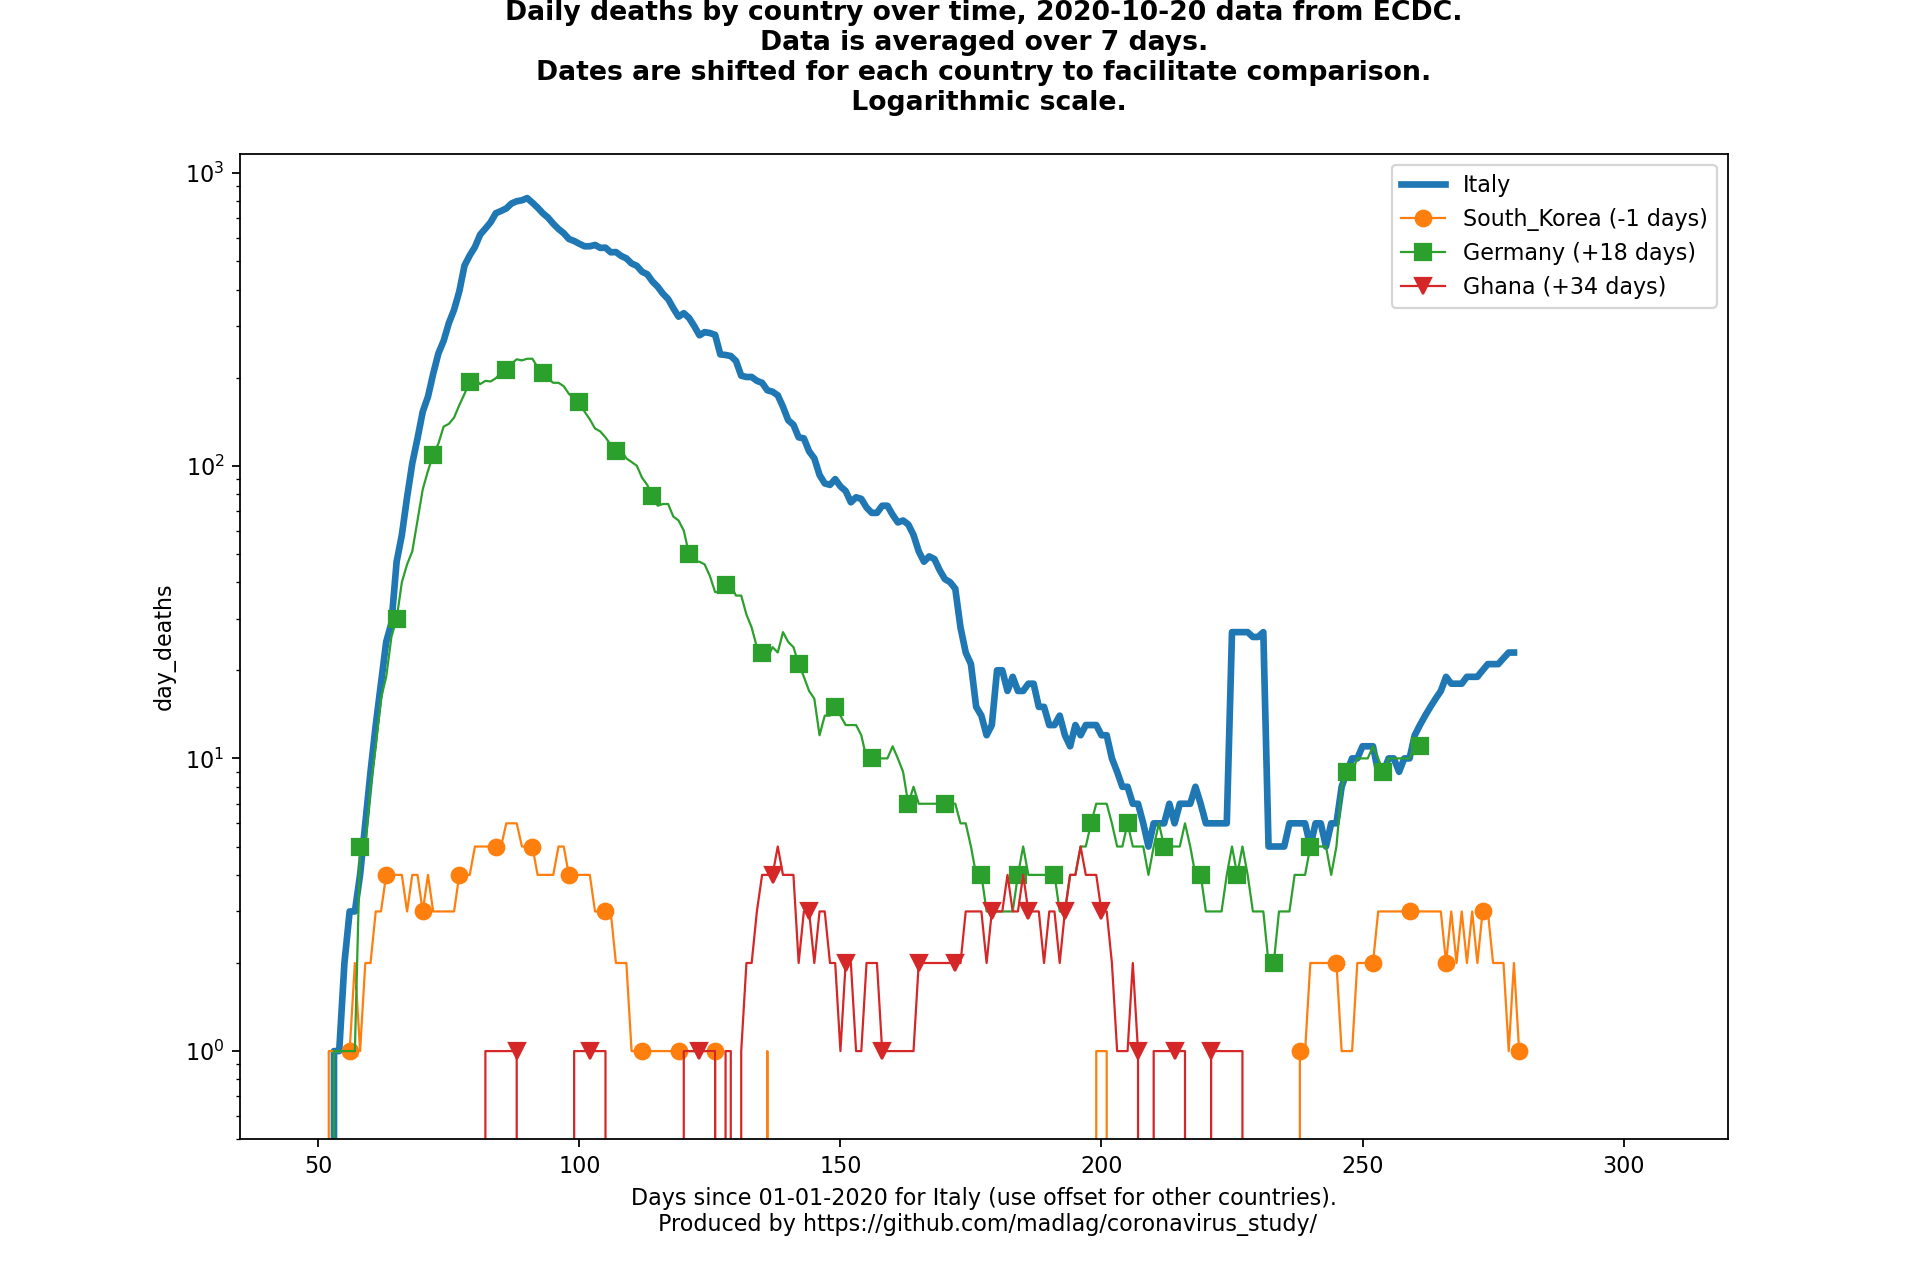 Daily deaths by country over time, 2020-10-20 data from ECDC.
Data is averaged over 7 days.
Dates are shifted for each country to facilitate comparison.
Logarithmic scale.
Italy
South_Korea (-1 days)
Germany (+18 days)
Ghana (+34 days)
10³
10²
10¹
10⁰
day_deaths
50 100 150 200 250 300
Days since 01-01-2020 for Italy (use offset for other countries).
Produced by https://github.com/madlag/coronavirus_study/